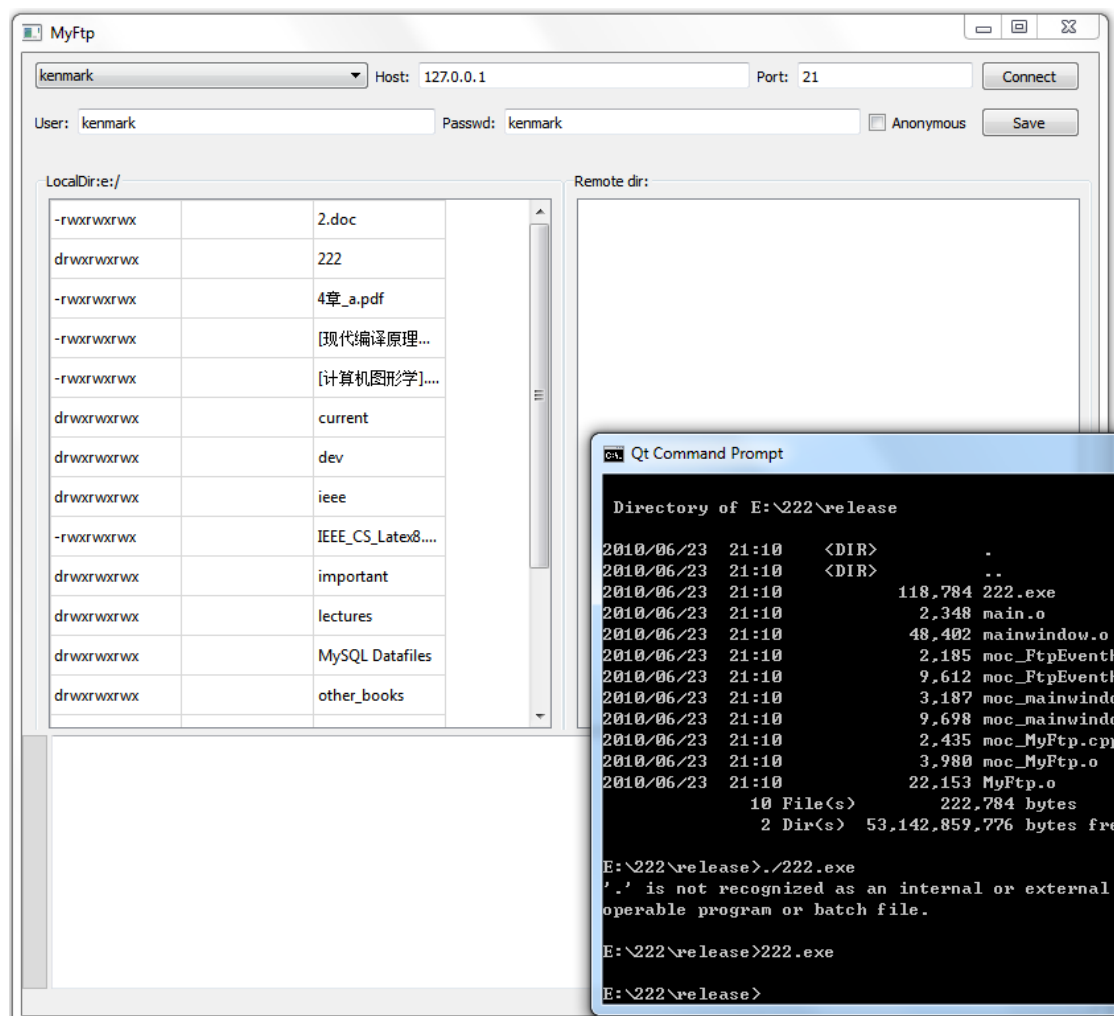 MyFtp
kenmark Host: 127.0.0.1 Port: 21 Connect
User: kenmark Passwd: kenmark Anonymous Save
LocalDir:e:/ Remote dir:
-rwxrwxrwx 2.doc
drwxrwxrwx 222
-rwxrwxrwx 4章_a.pdf
-rwxrwxrwx [现代编译原理...
-rwxrwxrwx [计算机图形学]....
drwxrwxrwx current
drwxrwxrwx dev
drwxrwxrwx ieee
-rwxrwxrwx IEEE_CS_Latex8....
drwxrwxrwx important
drwxrwxrwx lectures
drwxrwxrwx MySQL Datafiles
drwxrwxrwx other_books
Qt Command Prompt
Directory of E:\222\release
2010/06/23 21:10 <DIR> .
2010/06/23 21:10 <DIR> ..
2010/06/23 21:10 118,784 222.exe
2010/06/23 21:10 2,348 main.o
2010/06/23 21:10 48,402 mainwindow.o
2010/06/23 21:10 2,185 moc_FtpEventH
2010/06/23 21:10 9,612 moc_FtpEventH
2010/06/23 21:10 3,187 moc_mainwindo
2010/06/23 21:10 9,698 moc_mainwindo
2010/06/23 21:10 2,435 moc_MyFtp.cpp
2010/06/23 21:10 3,980 moc_MyFtp.o
2010/06/23 21:10 22,153 MyFtp.o
10 File(s) 222,784 bytes
2 Dir(s) 53,142,859,776 bytes fre
E:\222\release>./222.exe
'.' is not recognized as an internal or external
operable program or batch file.
E:\222\release>222.exe
E:\222\release>